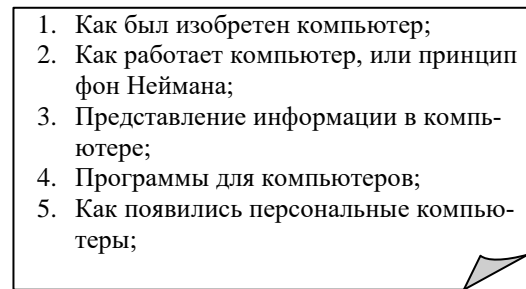 1. Как был изобретен компьютер;
2. Как работает компьютер, или принцип
фон Неймана;
3. Представление информации в компь-
ютере;
4. Программы для компьютеров;
5. Как появились персональные компью-
теры;